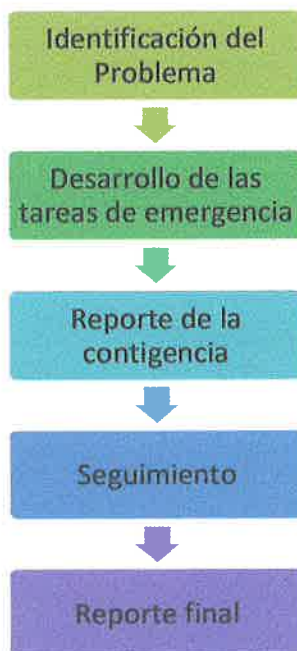 Identificación del
Problema
Desarrollo de las
tareas de emergencia
Reporte de la
contigencia
Seguimiento
Reporte final